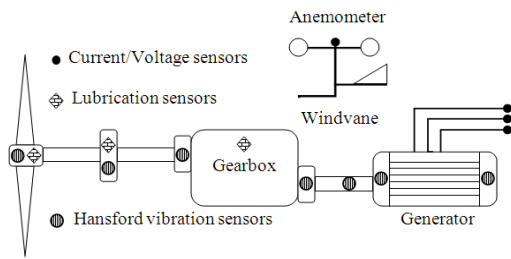 Anemometer
Current/Voltage sensors
Lubrication sensors
Windvane
Gearbox
Hansford vibration sensors
Generator